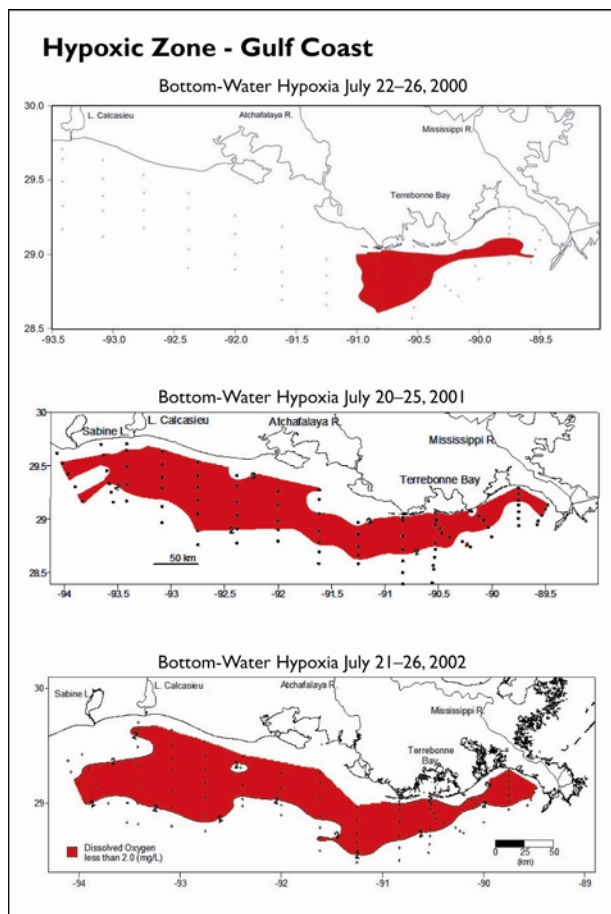 Hypoxic Zone - Gulf Coast
Bottom-Water Hypoxia July 22–26, 2000
30.0
L. Calcasieu
Atchafalaya R.
Mississippi R.
29.5
Terrebonne Bay
29.0
28.5
-93.5 -93.0 -92.5 -92.0 -91.5 -91.0 -90.5 -90.0 -89.5
Bottom-Water Hypoxia July 20–25, 2001
30
L. Calcasieu
Sabine L.
Atchafalaya R.
Mississippi R.
29.5
Terrebonne Bay
29
50 km
28.5
-94 -93.5 -93 -92.5 -92 -91.5 -91 -90.5 -90 -89.5
Bottom-Water Hypoxia July 21–26, 2002
30
Sabine L.
L. Calcasieu
Atchafalaya R.
Mississippi R.
Terrebonne
Bay
29
Dissolved Oxygen
less than 2.0 (mg/L)
0 25 50
(km)
-94 -93 -92 -91 -90 -89